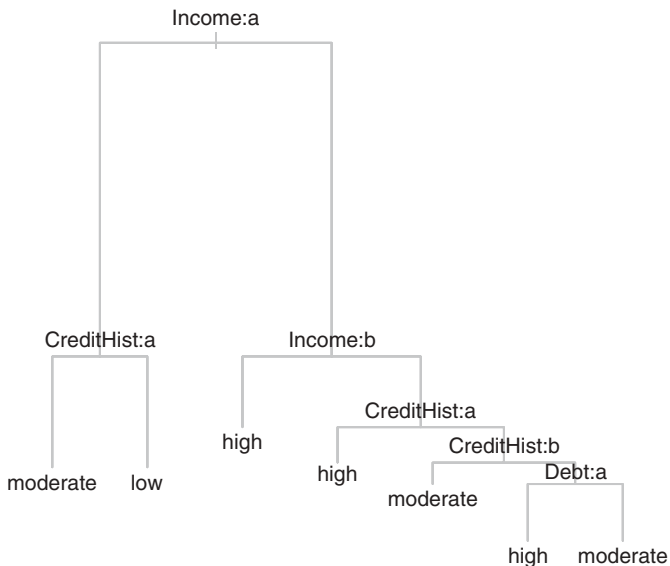 Income:a
CreditHist:a
Income:b
CreditHist:a
high
CreditHist:b
high
Debt:a
moderate
low
moderate
high
moderate